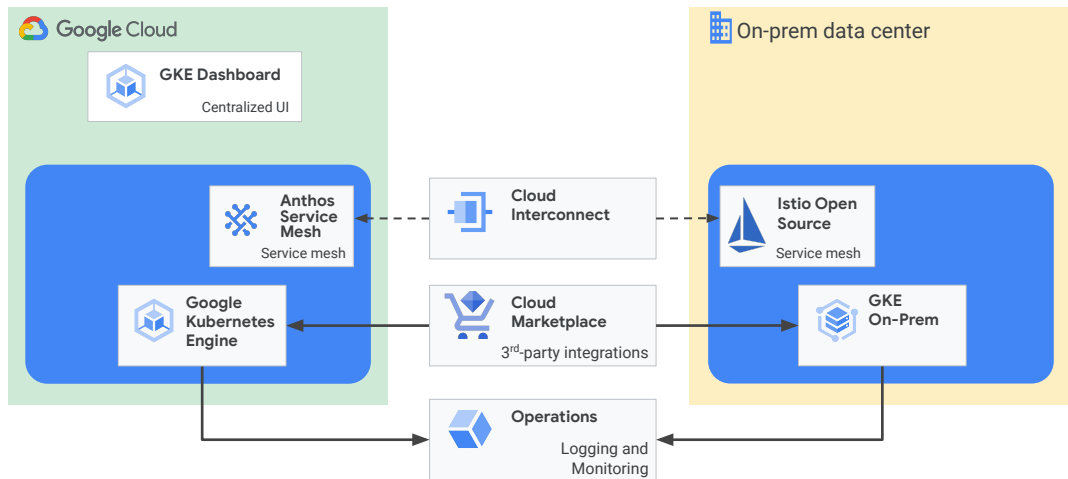 Google Cloud
GKE Dashboard
Centralized UI
Anthos
Service
Mesh
Service mesh
Google
Kubernetes
Engine
Cloud
Interconnect
Cloud
Marketplace
3rd-party integrations
Operations
Logging and
Monitoring
On-prem data center
Istio Open
Source
Service mesh
GKE
On-Prem